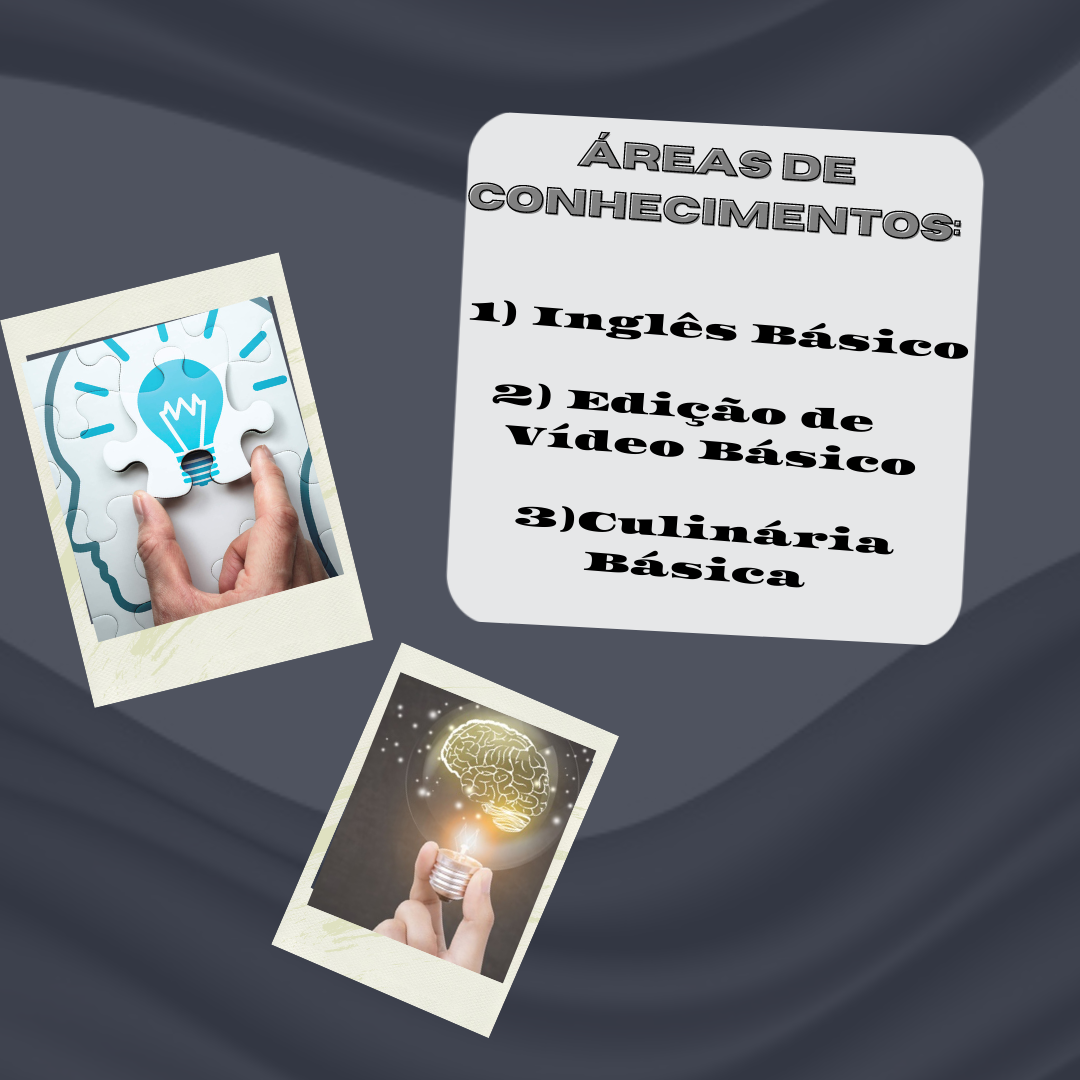 ÁREAS DE
CONHECIMENTOS:
1) Inglês Básico
2) Edição de
Vídeo Básico
3)Culinária
Básica